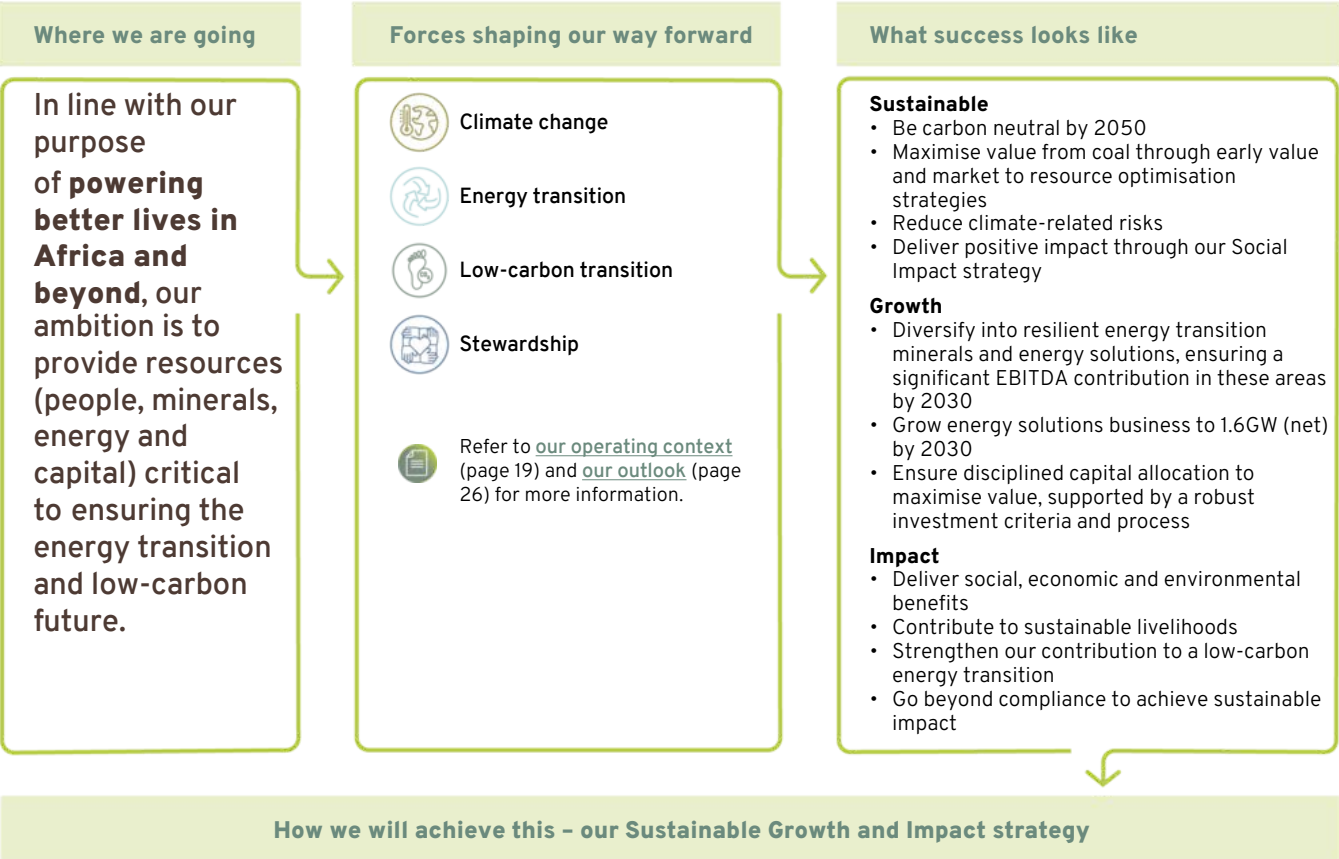 Where we are going
In line with our
purpose
of powering
better lives in
Africa and
beyond, our
ambition is to
provide resources
(people, minerals,
energy and
capital) critical
to ensuring the
energy transition
and low-carbon
future.
Forces shaping our way forward
Climate change
Energy transition
Low-carbon transition
Stewardship
Refer to our operating context
(page 19) and our outlook (page
26) for more information.
What success looks like
Sustainable
• Be carbon neutral by 2050
• Maximise value from coal through early value
and market to resource optimisation
strategies
• Reduce climate-related risks
• Deliver positive impact through our Social
Impact strategy
Growth
• Diversify into resilient energy transition
minerals and energy solutions, ensuring a
significant EBITDA contribution in these areas
by 2030
• Grow energy solutions business to 1.6GW (net)
by 2030
• Ensure disciplined capital allocation to
maximise value, supported by a robust
investment criteria and process
Impact
• Deliver social, economic and environmental
benefits
• Contribute to sustainable livelihoods
• Strengthen our contribution to a low-carbon
energy transition
• Go beyond compliance to achieve sustainable
impact
How we will achieve this – our Sustainable Growth and Impact strategy